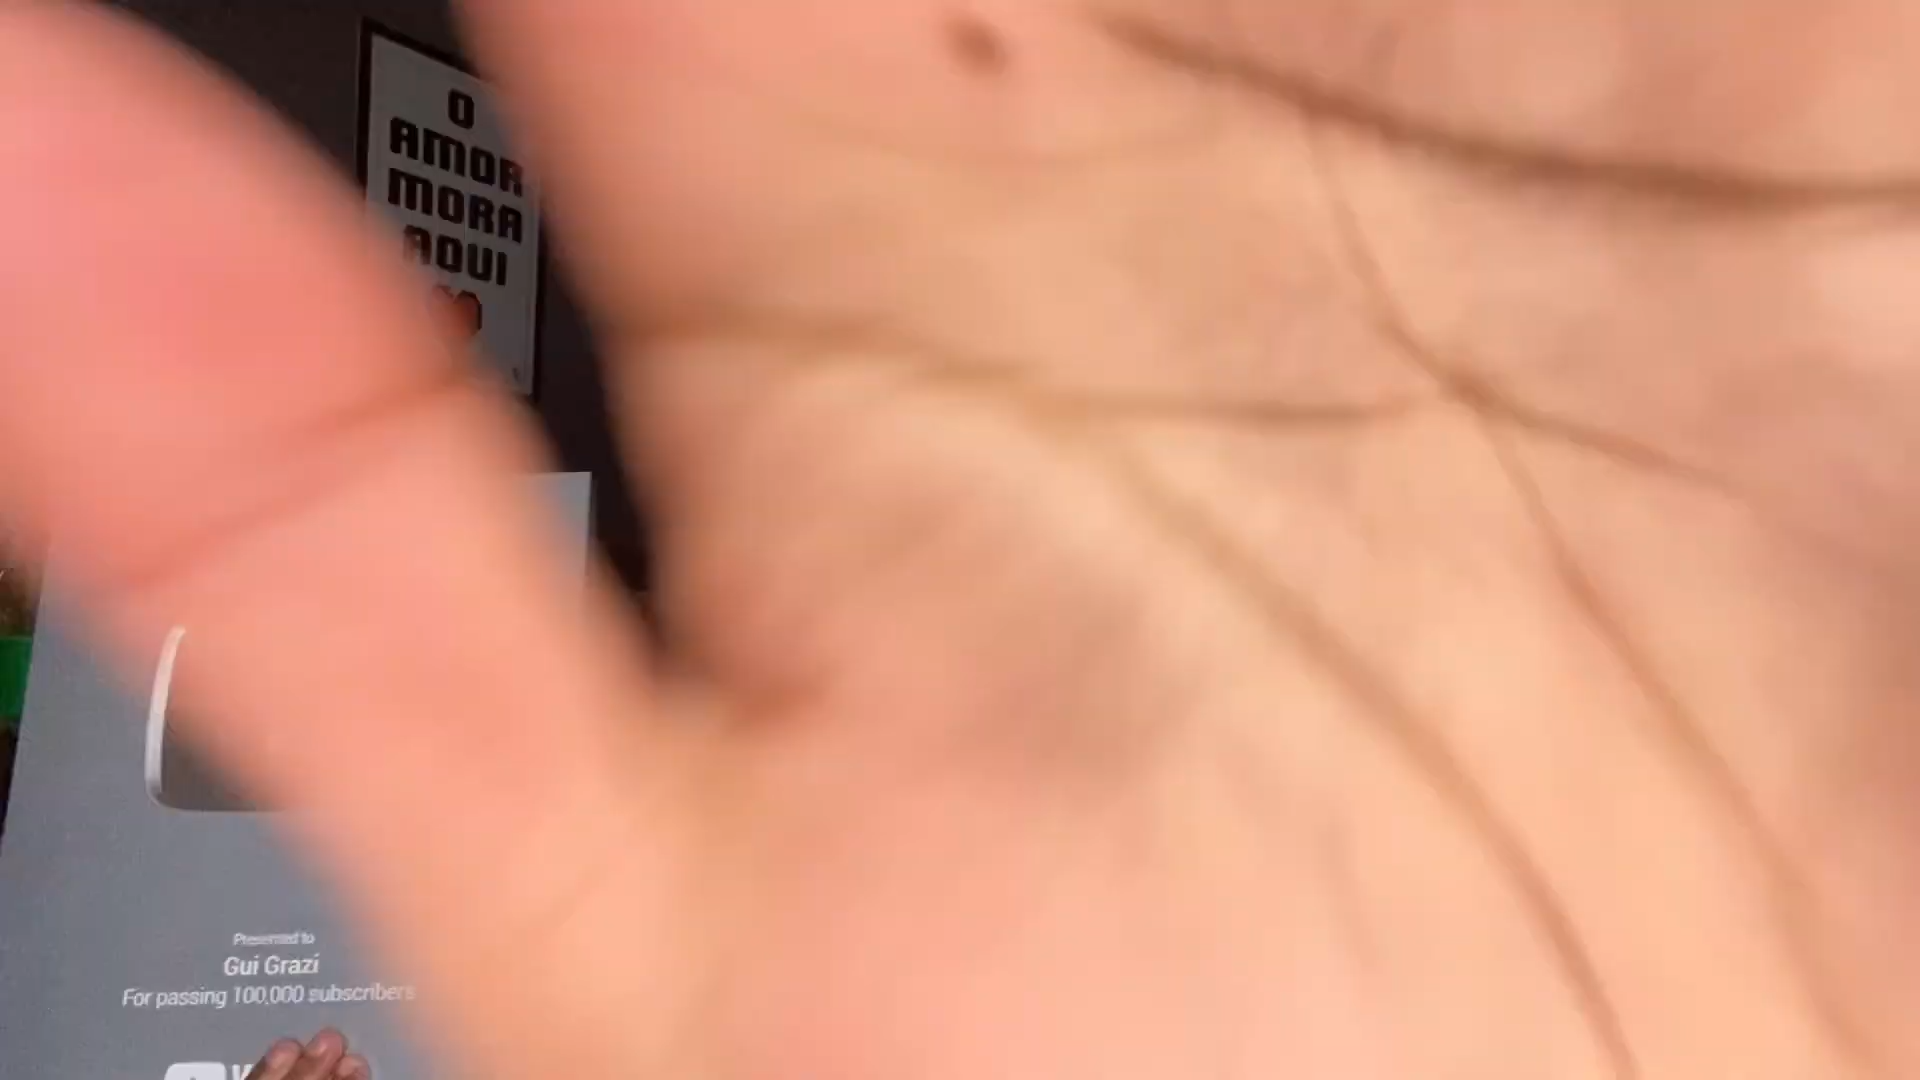 O
AMOR
MORA
AQUI
Presented to
Gui Grazi
For passing 100,000 subscribers